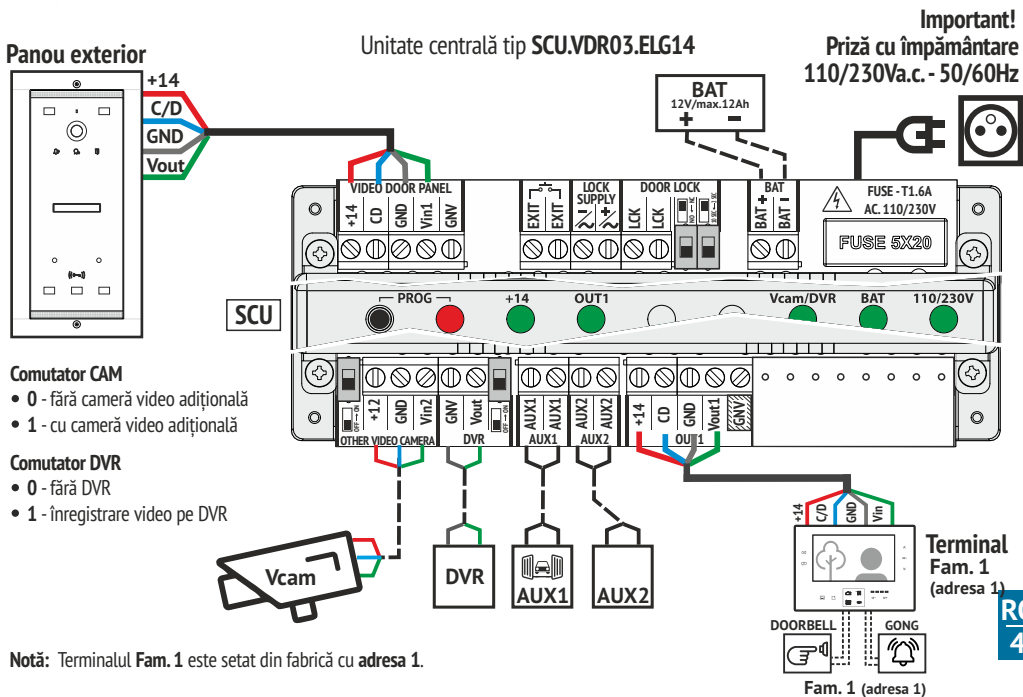 Important!
Priză cu împământare
110/230Va.c. - 50/60Hz
Unitate centrală tip SCU.VDR03.ELG14
Panou exterior
+14
C/D
GND
Vout
BAT
12V/max.12Ah
+ −
VIDEO DOOR PANEL
+14 CD GND Vin1 GNV
EXIT EXIT
LOCK SUPPLY
− +
DOOR LOCK
LCK LCK
BAT
BAT+ BAT−
FUSE - T1.6A
AC. 110/230V
FUSE 5X20
SCU
PROG +14 OUT1 Vcam/DVR BAT 110/230V
OFF ON
+12 GND Vin2
OTHER VIDEO CAMERA
GNV Vout
OFF ON
DVR
AUX1 AUX1
AUX1
AUX2 AUX2
AUX2
+14 CD GND Vout1 GNV
OUT1
Comutator CAM
• 0 - fără cameră video adițională
• 1 - cu cameră video adițională
Comutator DVR
• 0 - fără DVR
• 1 - înregistrare video pe DVR
Vcam
DVR
AUX1
AUX2
+14 C/D GND Vin
Terminal
Fam. 1
(adresa 1)
DOORBELL
GONG
Fam. 1 (adresa 1)
4
Notă: Terminalul Fam. 1 este setat din fabrică cu adresa 1.